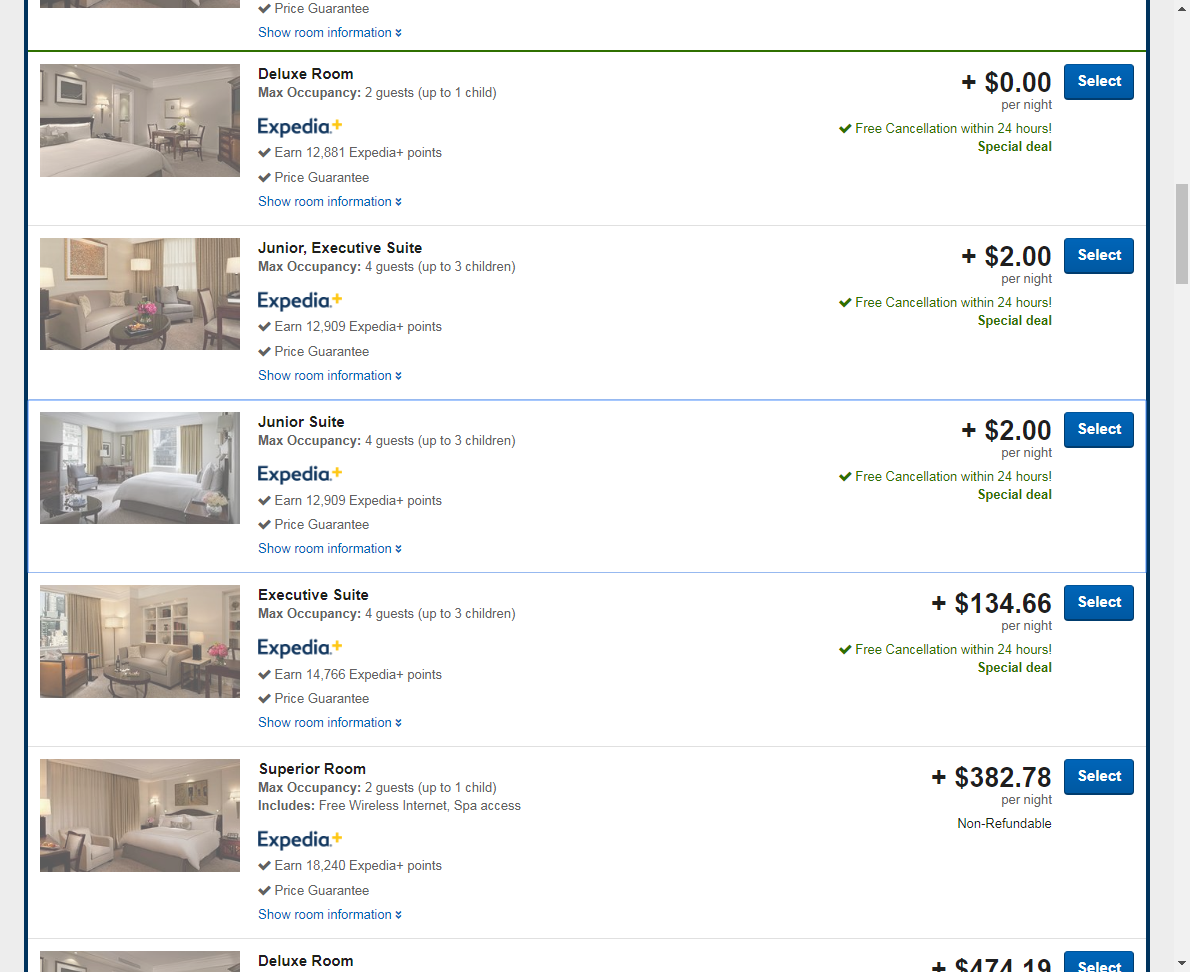 Price Guarantee
Show room information
Deluxe Room
Max Occupancy: 2 guests (up to 1 child)
Expedia+
Earn 12,881 Expedia+ points
Price Guarantee
Show room information
+ $0.00
per night
Free Cancellation within 24 hours!
Special deal
Select
Junior, Executive Suite
Max Occupancy: 4 guests (up to 3 children)
Expedia+
Earn 12,909 Expedia+ points
Price Guarantee
Show room information
+ $2.00
per night
Free Cancellation within 24 hours!
Special deal
Select
Junior Suite
Max Occupancy: 4 guests (up to 3 children)
Expedia+
Earn 12,909 Expedia+ points
Price Guarantee
Show room information
+ $2.00
per night
Free Cancellation within 24 hours!
Special deal
Select
Executive Suite
Max Occupancy: 4 guests (up to 3 children)
Expedia+
Earn 14,766 Expedia+ points
Price Guarantee
Show room information
+ $134.66
per night
Free Cancellation within 24 hours!
Special deal
Select
Superior Room
Max Occupancy: 2 guests (up to 1 child)
Includes: Free Wireless Internet, Spa access
Expedia+
Earn 18,240 Expedia+ points
Price Guarantee
Show room information
+ $382.78
per night
Non-Refundable
Select
Deluxe Room
+ $474.19
Select